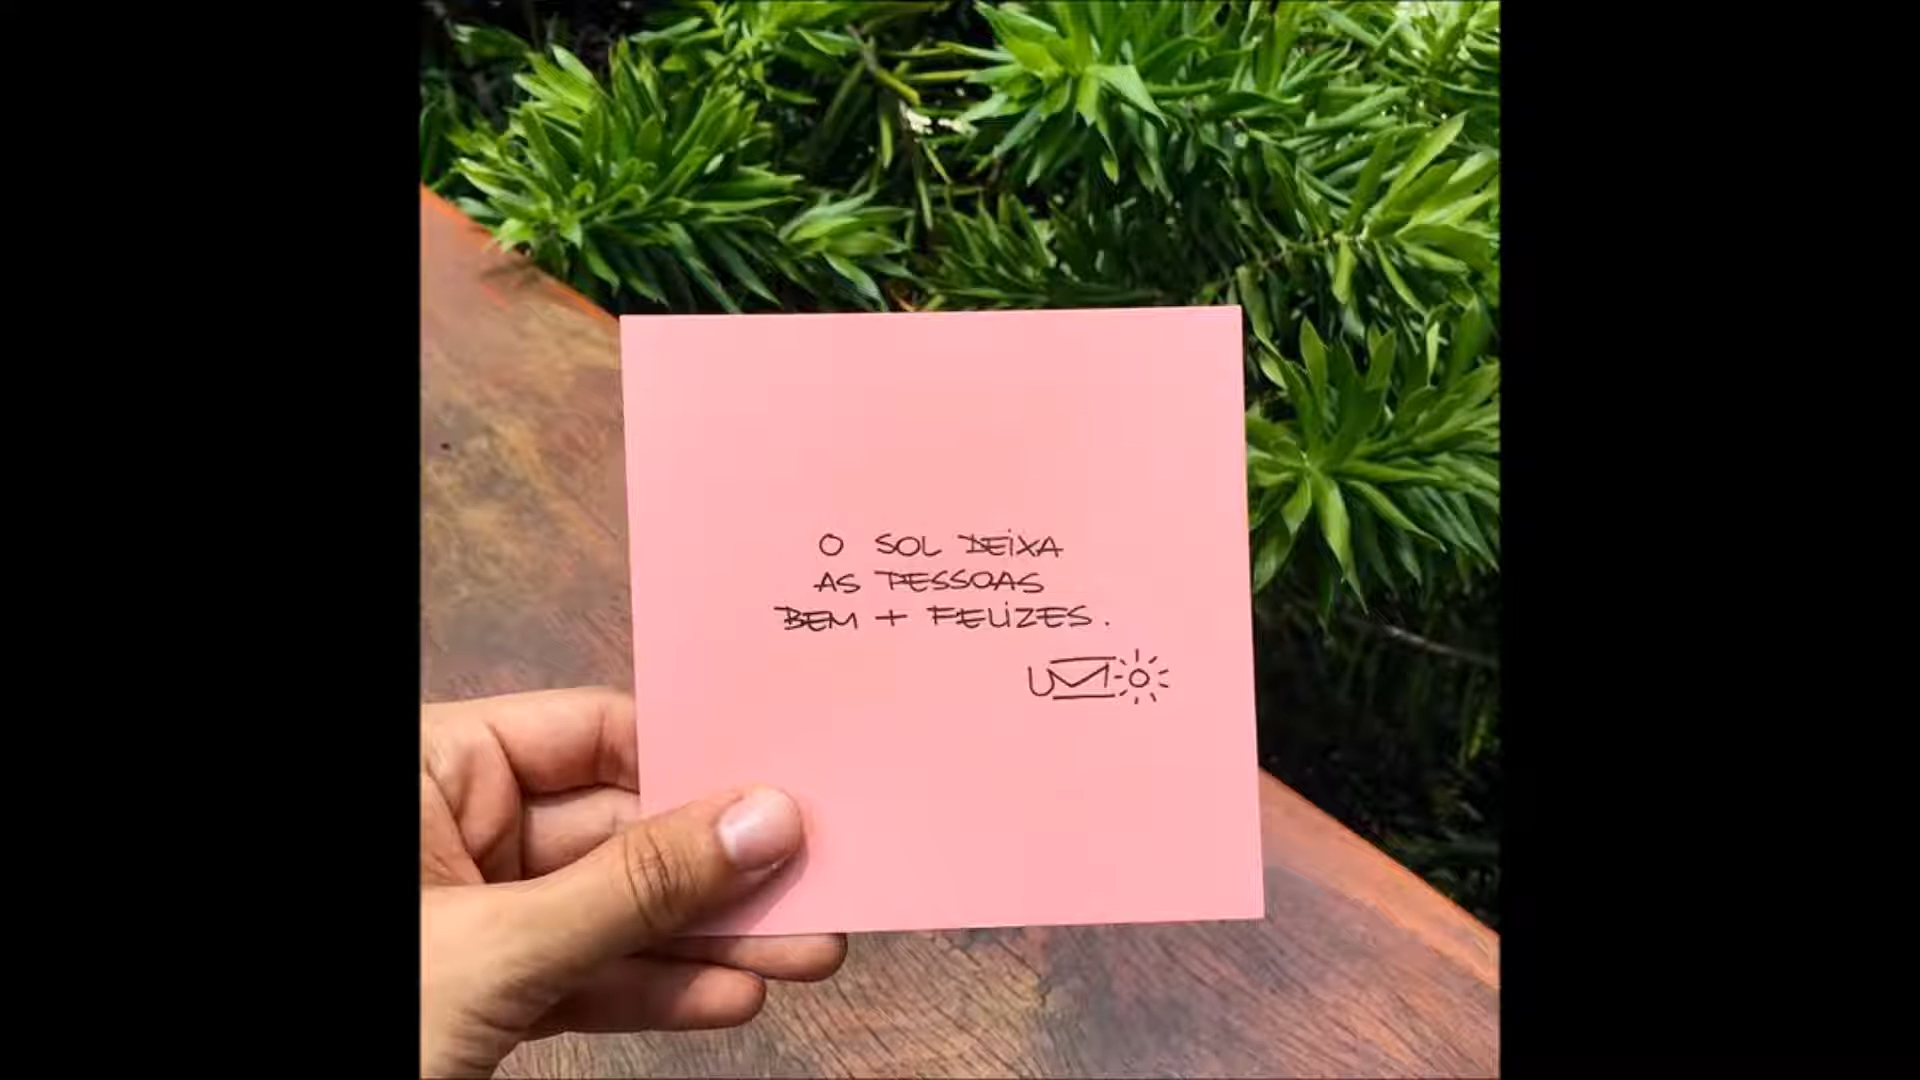 O SOL DEIXA
AS PESSOAS
BEM + FELIZES.